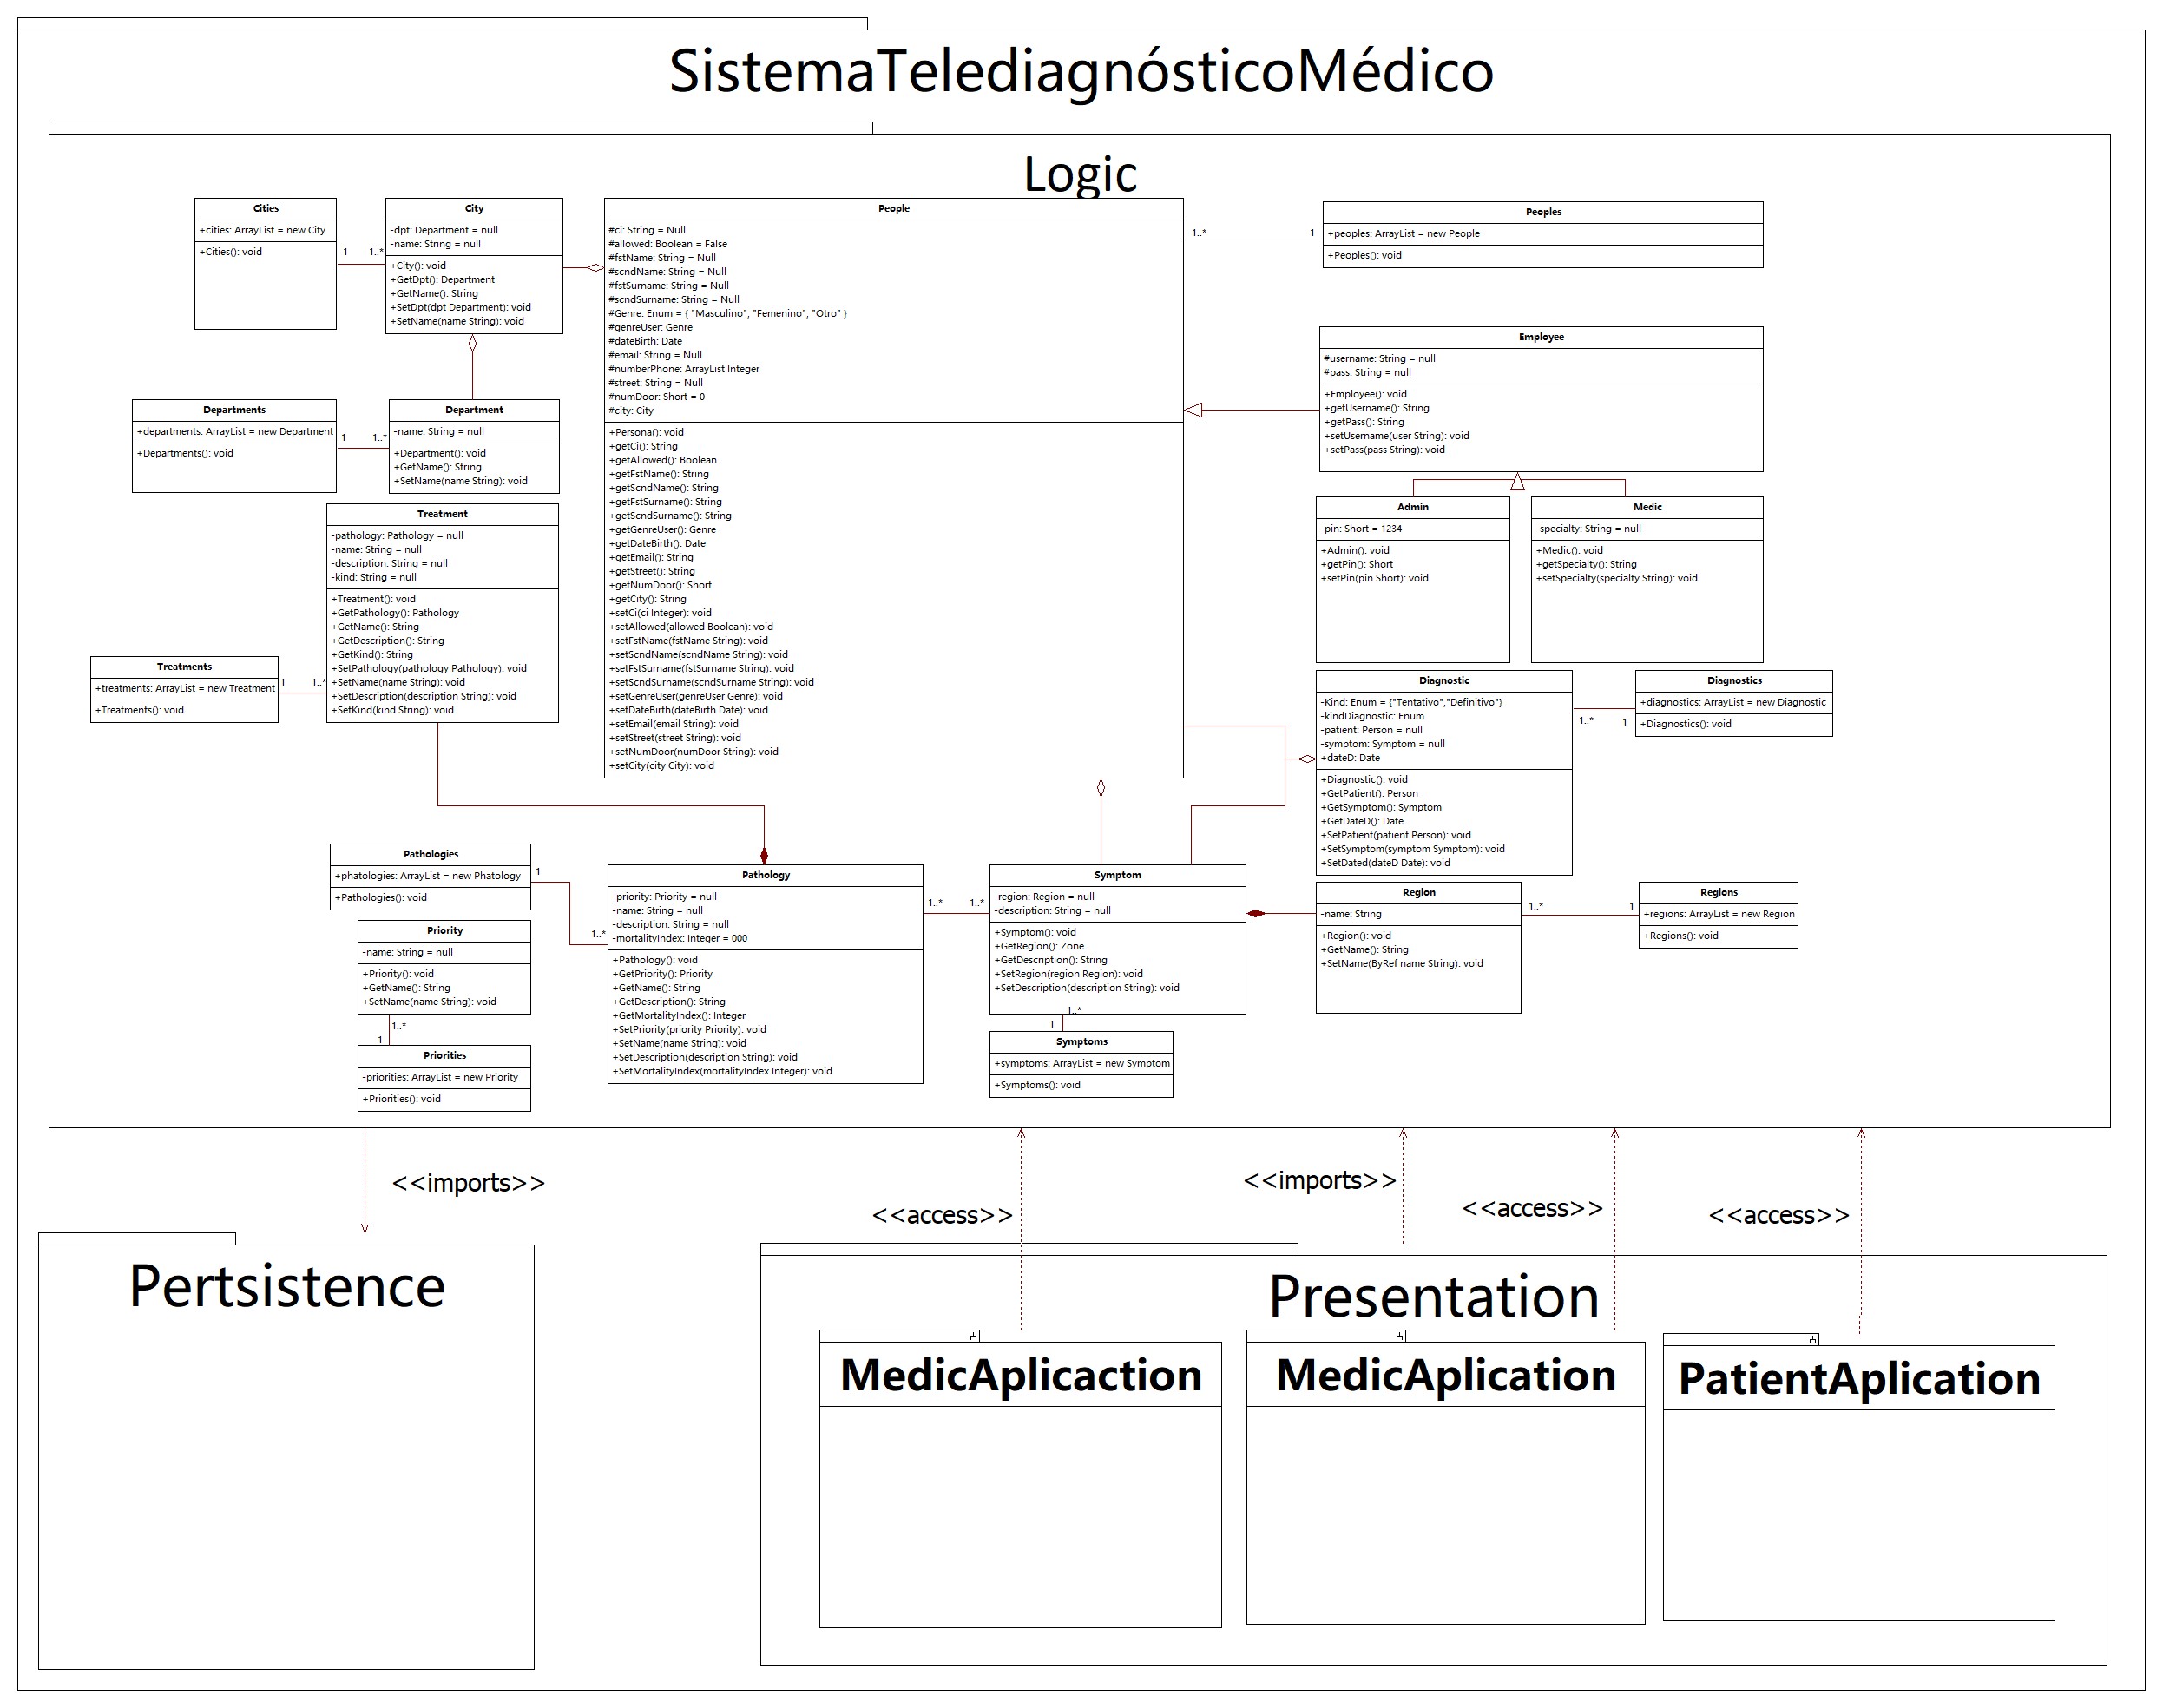 SistemaTelediagnósticoMédico
Logic
Cities
+cities: ArrayList = new City
+Cities(): void
1
1..*
City
-dpt: Department = null
-name: String = null
+City(): void
+GetDpt(): Department
+GetName(): String
+SetDpt(dpt Department): void
+SetName(name String): void
People
#ci: String = Null
#allowed: Boolean = False
#fstName: String = Null
#scndName: String = Null
#fstSurname: String = Null
#scndSurname: String = Null
#Genre: Enum = { "Masculino", "Femenino", "Otro" }
#genreUser: Genre
#dateBirth: Date
#email: String = Null
#numberPhone: ArrayList Integer
#street: String = Null
#numDoor: Short = 0
#city: City
+Persona(): void
+getCi(): String
+getAllowed(): Boolean
+getFstName(): String
+getScndName(): String
+getFstSurname(): String
+getScndSurname(): String
+getGenreUser(): Genre
+getDateBirth(): Date
+getEmail(): String
+getStreet(): String
+getNumDoor(): Short
+getCity(): String
+setCi(ci Integer): void
+setAllowed(allowed Boolean): void
+setFstName(fstName String): void
+setScndName(scndName String): void
+setFstSurname(fstSurname String): void
+setScndSurname(scndSurname String): void
+setGenreUser(genreUser Genre): void
+setDateBirth(dateBirth Date): void
+setEmail(email String): void
+setStreet(street String): void
+setNumDoor(numDoor String): void
+setCity(city City): void
1..*
1
Peoples
+peoples: ArrayList = new People
+Peoples(): void
Employee
#username: String = null
#pass: String = null
+Employee(): void
+getUsername(): String
+getPass(): String
+setUsername(user String): void
+setPass(pass String): void
Departments
+departments: ArrayList = new Department
+Departments(): void
1
1..*
Department
-name: String = null
+Department(): void
+GetName(): String
+SetName(name String): void
Admin
-pin: Short = 1234
+Admin(): void
+getPin(): Short
+setPin(pin Short): void
Medic
-specialty: String = null
+Medic(): void
+getSpecialty(): String
+setSpecialty(specialty String): void
Treatment
-pathology: Pathology = null
-name: String = null
-description: String = null
-kind: String = null
+Treatment(): void
+GetPathology(): Pathology
+GetName(): String
+GetDescription(): String
+GetKind(): String
+SetPathology(pathology Pathology): void
+SetName(name String): void
+SetDescription(description String): void
+SetKind(kind String): void
Treatments
+treatments: ArrayList = new Treatment
+Treatments(): void
1
1..*
Diagnostic
-Kind: Enum = {"Tentativo","Definitivo"}
-kindDiagnostic: Enum
-patient: Person = null
-symptom: Symptom = null
+dateD: Date
+Diagnostic(): void
+GetPatient(): Person
+GetSymptom(): Symptom
+GetDateD(): Date
+SetPatient(patient Person): void
+SetSymptom(symptom Symptom): void
+SetDated(dateD Date): void
1..*
1
Diagnostics
+diagnostics: ArrayList = new Diagnostic
+Diagnostics(): void
Pathologies
+phatologies: ArrayList = new Phatology
+Pathologies(): void
1
1..*
Pathology
-priority: Priority = null
-name: String = null
-description: String = null
-mortalityIndex: Integer = 000
+Pathology(): void
+GetPriority(): Priority
+GetName(): String
+GetDescription(): String
+GetMortalityIndex(): Integer
+SetPriority(priority Priority): void
+SetName(name String): void
+SetDescription(description String): void
+SetMortalityIndex(mortalityIndex Integer): void
1..*
1..*
Symptom
-region: Region = null
-description: String = null
+Symptom(): void
+GetRegion(): Zone
+GetDescription(): String
+SetRegion(region Region): void
+SetDescription(description String): void
Region
-name: String
+Region(): void
+GetName(): String
+SetName(ByRef name String): void
1..*
1
Regions
+regions: ArrayList = new Region
+Regions(): void
Priority
-name: String = null
+Priority(): void
+GetName(): String
+SetName(name String): void
1..*
1
Priorities
-priorities: ArrayList = new Priority
+Priorities(): void
1..*
1
Symptoms
+symptoms: ArrayList = new Symptom
+Symptoms(): void
<<imports>>
<<access>>
<<imports>>
<<access>>
<<access>>
Pertsistence
Presentation
MedicAplicaction
MedicAplication
PatientAplication